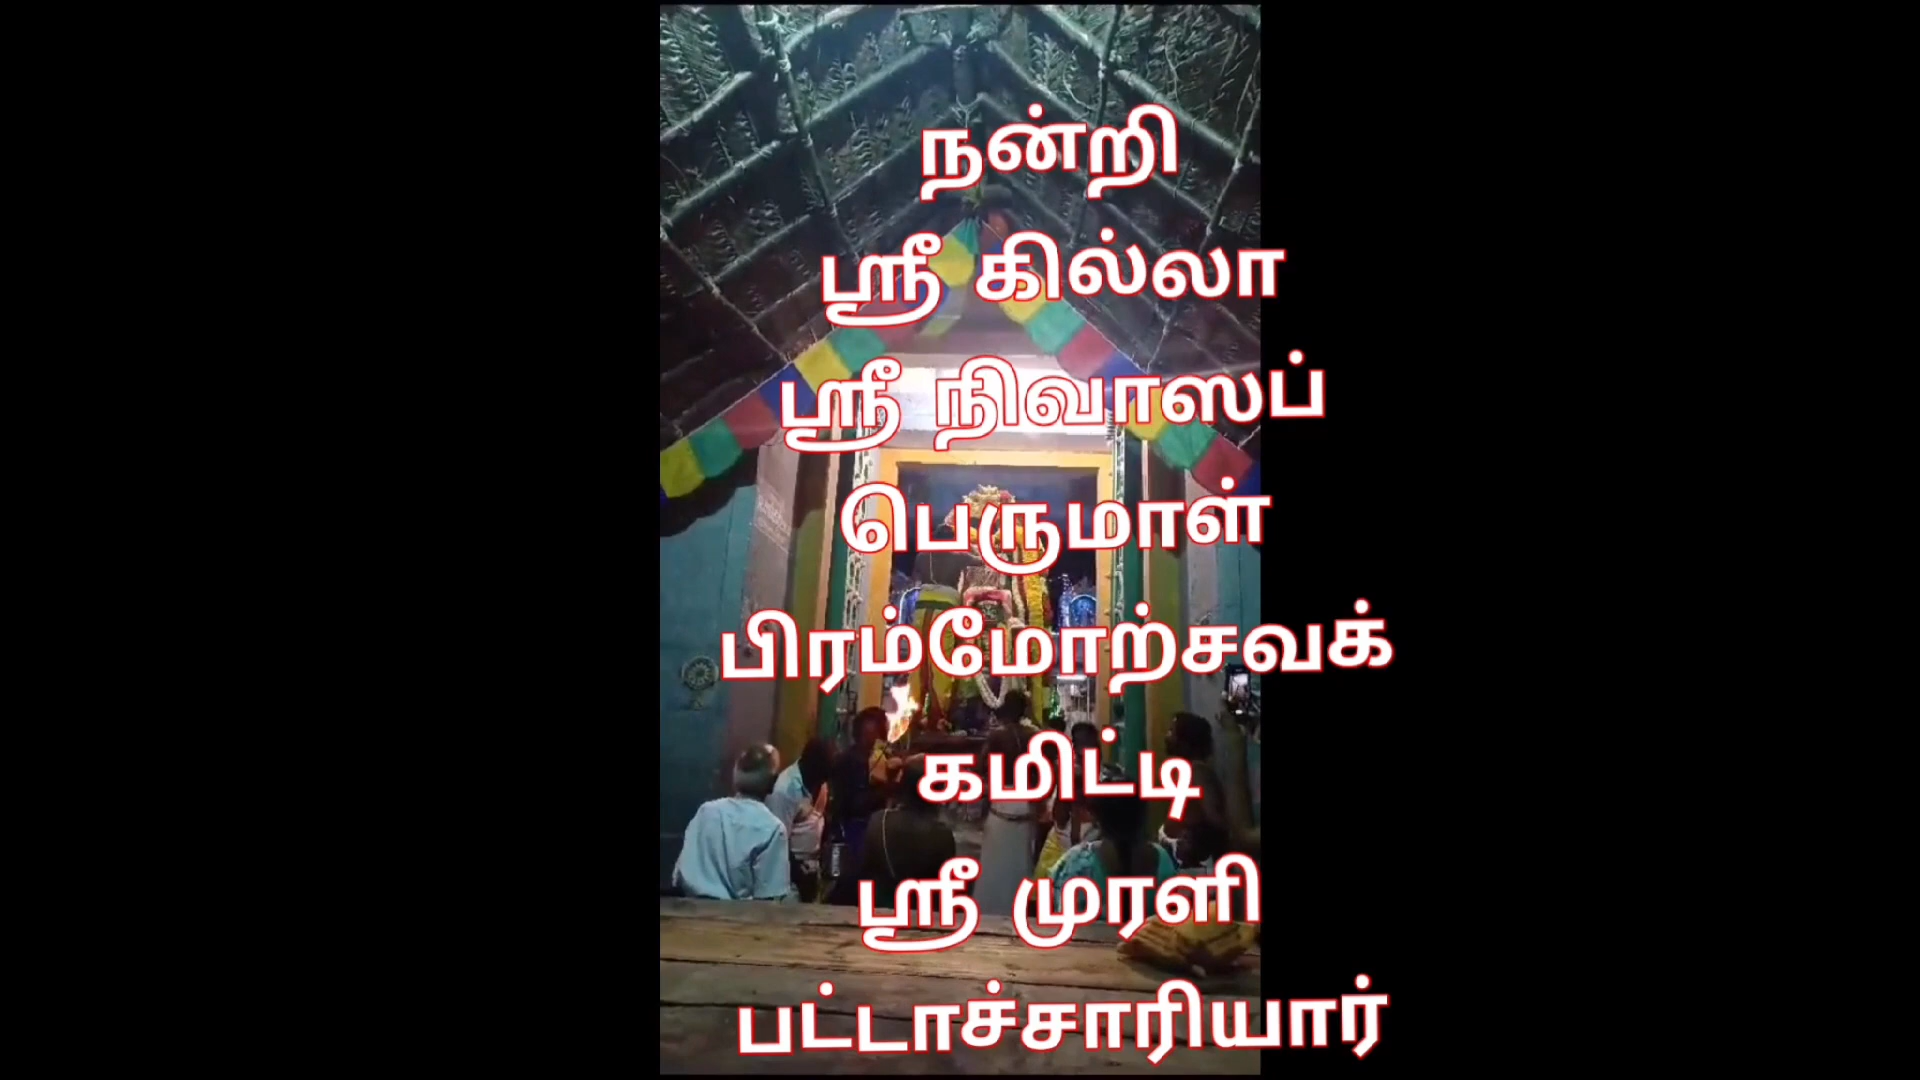 நன்றி
ஸ்ரீ கில்லா
ஸ்ரீ நிவாஸப்
பெருமாள்
பிரம்மோற்சவக்
கமிட்டி
ஸ்ரீ முரளி
பட்டாச்சாரியார்